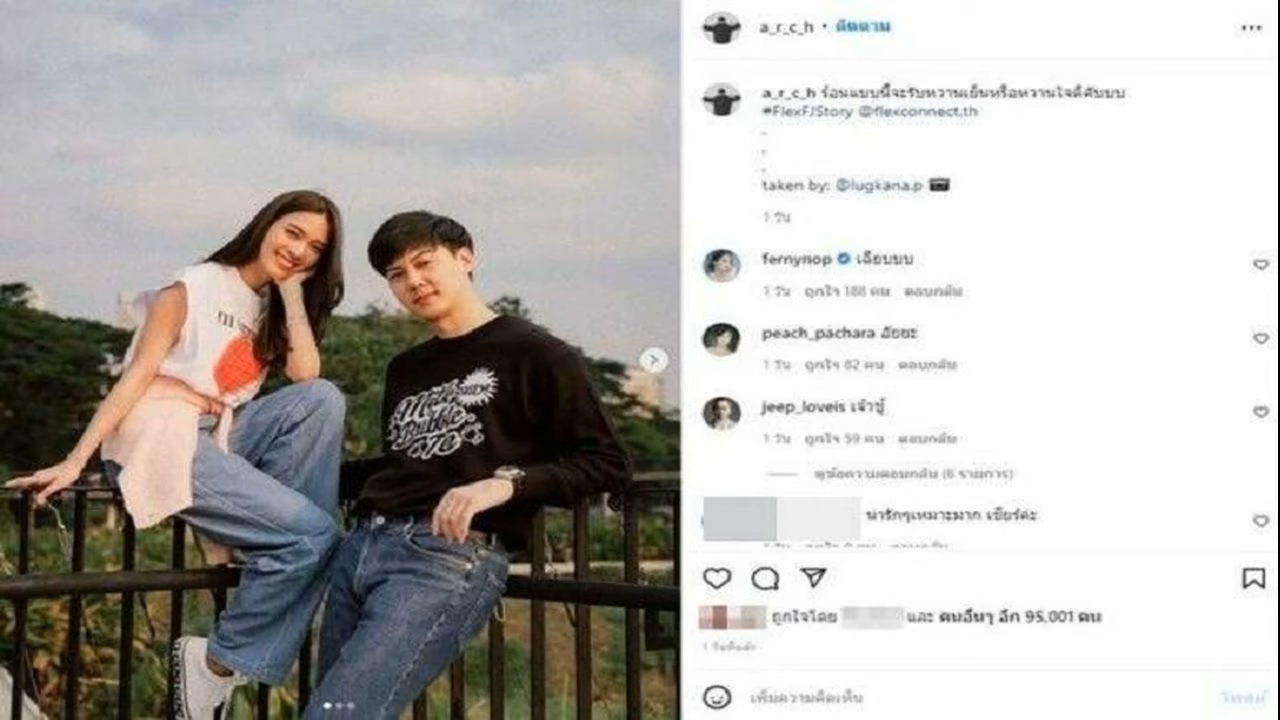 a_r_c_h • ติดตาม
a_r_c_h ร้อนแบบนี้จะรับหวานเย็นหรือหวานใจดีคับบบ
#FlexFJStory @flexconnect.th
.
.
.
taken by: @lugkana.p
1 วัน
fernynop เฉียบบบ
1 วัน ถูกใจ 188 คน ตอบกลับ
peach_pachara อัยยะ
1 วัน ถูกใจ 82 คน ตอบกลับ
jeep_loveis เจ้าชู้
1 วัน ถูกใจ 59 คน ตอบกลับ
ดูข้อความตอบกลับ (6 รายการ)
น่ารักๆเหมาะมาก เชียร์ค่ะ
ถูกใจโดย และ คนอื่นๆ อีก 95,001 คน
1 วันที่แล้ว
เพิ่มความคิดเห็น
โพสต์